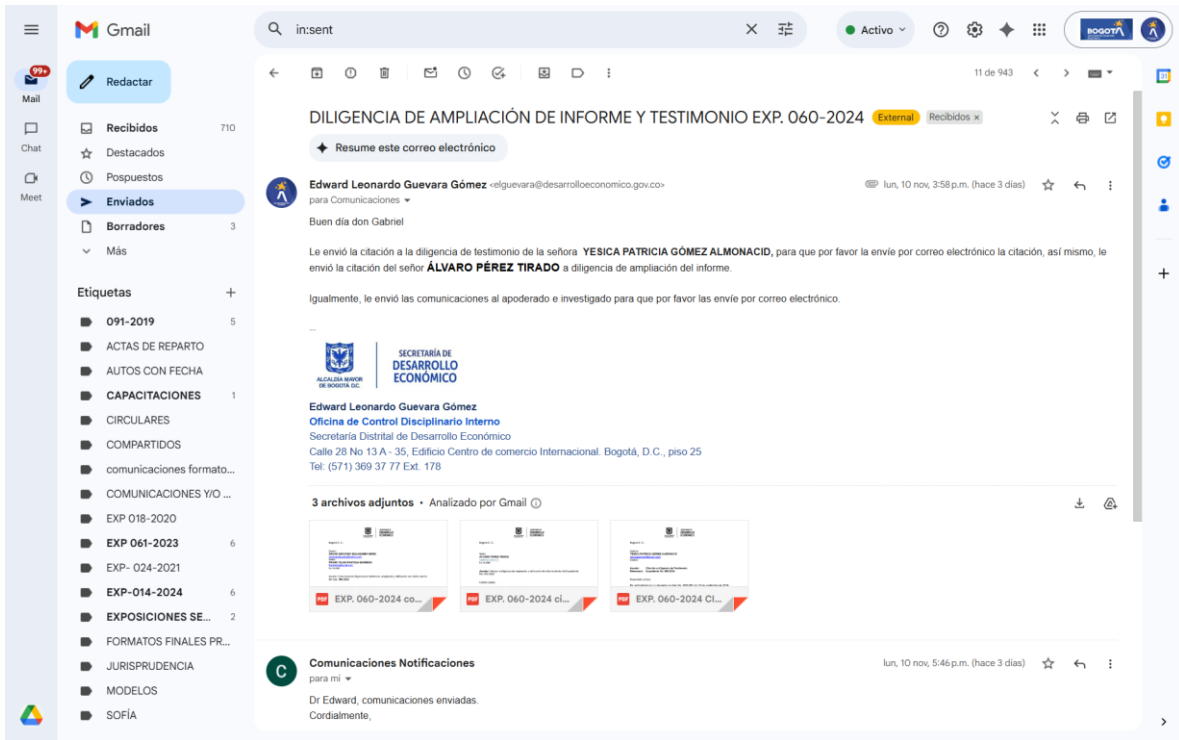 Gmail
in:sent
Activo
BOGOTÁ
99+
Mail
Chat
Meet
Redactar
Recibidos 710
Destacados
Pospuestos
Enviados
Borradores 3
Más
Etiquetas
091-2019 5
ACTAS DE REPARTO
AUTOS CON FECHA
CAPACITACIONES 1
CIRCULARES
COMPARTIDOS
comunicaciones formato...
COMUNICACIONES Y/O ...
EXP 018-2020
EXP 061-2023 6
EXP- 024-2021
EXP-014-2024 6
EXPOSICIONES SE... 2
FORMATOS FINALES PR...
JURISPRUDENCIA
MODELOS
SOFÍA
11 de 943
DILIGENCIA DE AMPLIACIÓN DE INFORME Y TESTIMONIO EXP. 060-2024 External Recibidos ×
Resume este correo electrónico
Edward Leonardo Guevara Gómez <elguevara@desarrolloeconomico.gov.co> lun, 10 nov, 3:58 p.m. (hace 3 días)
para Comunicaciones
Buen día don Gabriel
Le envió la citación a la diligencia de testimonio de la señora YESICA PATRICIA GÓMEZ ALMONACID, para que por favor la envíe por correo electrónico la citación, así mismo, le
envió la citación del señor ÁLVARO PÉREZ TIRADO a diligencia de ampliación del informe.
Igualmente, le envió las comunicaciones al apoderado e investigado para que por favor las envíe por correo electrónico.
--
ALCALDÍA MAYOR
DE BOGOTÁ D.C.
SECRETARÍA DE
DESARROLLO
ECONÓMICO
Edward Leonardo Guevara Gómez
Oficina de Control Disciplinario Interno
Secretaría Distrital de Desarrollo Económico
Calle 28 No 13 A - 35, Edificio Centro de comercio Internacional. Bogotá, D.C., piso 25
Tel: (571) 369 37 77 Ext. 178
3 archivos adjuntos • Analizado por Gmail
PDF EXP. 060-2024 co...
PDF EXP. 060-2024 ci...
PDF EXP. 060-2024 CI...
C
Comunicaciones Notificaciones lun, 10 nov, 5:46 p.m. (hace 3 días)
para mí
Dr Edward, comunicaciones enviadas.
Cordialmente,
31